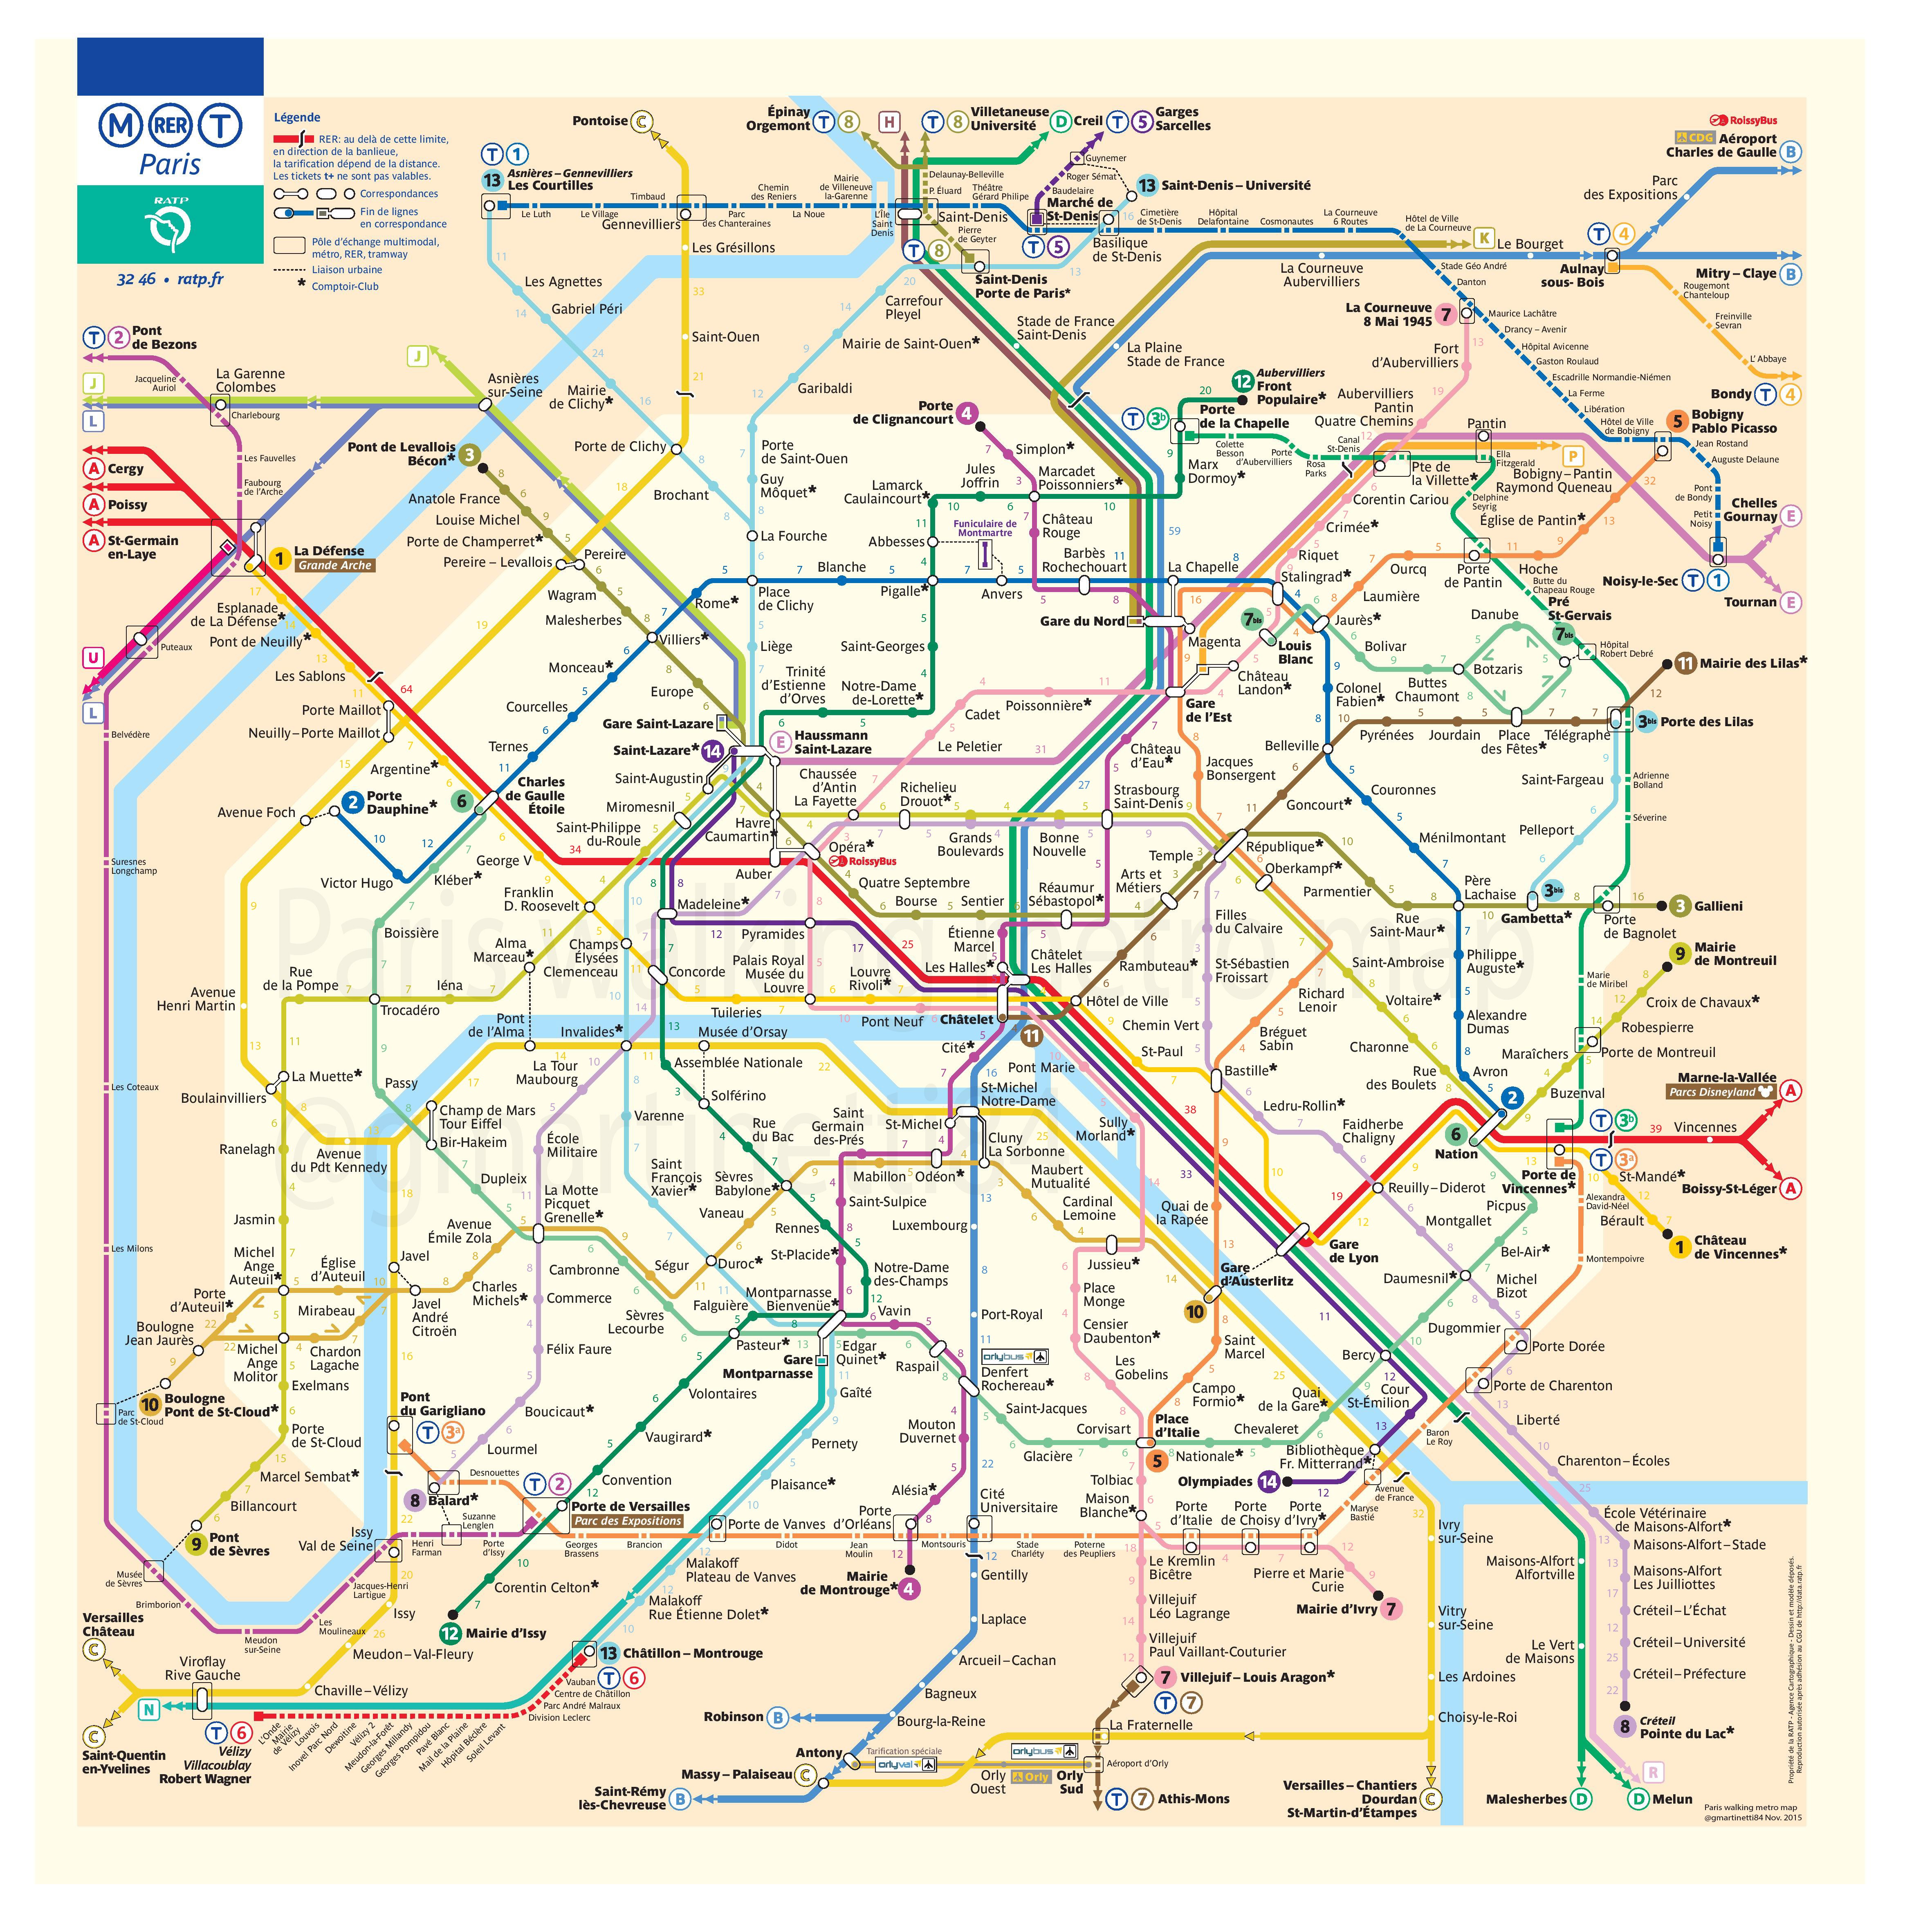 M RER T
Paris
RATP
32 46 • ratp.fr
Légende
RER: au delà de cette limite,
en direction de la banlieue,
la tarification dépend de la distance.
Les tickets t+ ne sont pas valables.
Correspondances
Fin de lignes
en correspondance
Pôle d'échange multimodal,
métro, RER, tramway
Liaison urbaine
* Comptoir-Club
Pontoise C
Épinay
Orgemont T 8
H
T 8 Villetaneuse
Université
D Creil
T 5 Garges
Sarcelles
RoissyBus
CDG Aéroport
Charles de Gaulle B
Parc
des Expositions
T 1
13 Asnières – Gennevilliers
Les Courtilles
Le Luth
Le Village
Timbaud
Gennevilliers
Parc
des Chanteraines
Chemin
des Reniers
La Noue
Mairie
de Villeneuve
la-Garenne
L'Île
Saint
Denis
Delaunay-Belleville
P. Éluard
Théâtre
Gérard Philipe
Saint-Denis
Pierre
de Geyter
T 8
Guynemer
Roger Sémat
Baudelaire
Marché de
St-Denis
T 5
13 Saint-Denis – Université
Basilique
de St-Denis
Cimetière
de St-Denis
Hôpital
Delafontaine
Cosmonautes
La Courneuve
6 Routes
Hôtel de Ville
de La Courneuve
K Le Bourget
T 4
Aulnay
sous- Bois
Mitry – Claye B
Rougemont
Chanteloup
Freinville
Sevran
L' Abbaye
Bondy T 4
Les Grésillons
Saint-Ouen
Les Agnettes
Gabriel Péri
Mairie
de Clichy*
Saint-Denis
Porte de Paris*
Carrefour
Pleyel
Mairie de Saint-Ouen*
Garibaldi
Stade de France
Saint-Denis
La Plaine
Stade de France
La Courneuve
Aubervilliers
Stade Géo André
Danton
La Courneuve
8 Mai 1945 7
Maurice Lachâtre
Drancy – Avenir
Hôpital Avicenne
Gaston Roulaud
Escadrille Normandie-Niémen
La Ferme
Libération
Hôtel de Ville
de Bobigny
5 Bobigny
Pablo Picasso
Jean Rostand
Auguste Delaune
Pont
de Bondy
Petit
Noisy
Noisy-le-Sec T 1
Chelles
Gournay E
Tournan E
Fort
d'Aubervilliers
Aubervilliers
Pantin
Quatre Chemins
12 Aubervilliers
Front
Populaire*
T 3b
Porte
de la Chapelle
Colette
Besson
Porte
d'Aubervilliers
Rosa
Parks
Canal
St-Denis
Pantin
P
Ella
Fitzgerald
Pte de
la Villette*
Delphine
Seyrig
Bobigny – Pantin
Raymond Queneau
Église de Pantin*
Hoche
Porte
de Pantin
Ourcq
Laumière
Butte du
Chapeau Rouge
Corentin Cariou
Crimée*
Riquet
Stalingrad*
Jaurès*
T 2 Pont
de Bezons
Jacqueline
Auriol
J
L
La Garenne
Colombes
Charlebourg
Les Fauvelles
Faubourg
de l'Arche
J
Asnières
sur-Seine
A Cergy
A Poissy
A St-Germain
en-Laye
1 La Défense
Grande Arche
Esplanade
de La Défense*
Pont de Neuilly*
Les Sablons
Porte Maillot
Neuilly – Porte Maillot
Argentine*
U
L
Puteaux
Belvédère
Suresnes
Longchamp
Les Coteaux
Les Milons
Parc
de St-Cloud
Musée
de Sèvres
Brimborion
Meudon
sur-Seine
Les
Moulineaux
Jacques-Henri
Lartigue
Pont de Levallois
Bécon* 3
Anatole France
Louise Michel
Porte de Champerret*
Pereire – Levallois
Pereire
Wagram
Malesherbes
Villiers*
Monceau*
Courcelles
Ternes
Europe
Rome*
Porte de Clichy
Brochant
Porte
de Saint-Ouen
Guy
Môquet*
La Fourche
Place
de Clichy
Liège
Blanche
Pigalle*
Anvers
Abbesses
Funiculaire de
Montmartre
Lamarck
Caulaincourt*
Jules
Joffrin
Porte
de Clignancourt 4
Simplon*
Marcadet
Poissonniers*
Marx
Dormoy*
Château
Rouge
Barbès
Rochechouart
La Chapelle
Gare du Nord
Magenta
7bis
Louis
Blanc
Château
Landon*
Gare
de l'Est
Saint-Georges
Notre-Dame
de-Lorette*
Trinité
d'Estienne
d'Orves
Cadet
Poissonnière*
Le Peletier
Gare Saint-Lazare
Saint-Lazare* 14
E Haussmann
Saint-Lazare
Saint-Augustin
Miromesnil
Saint-Philippe
du-Roule
Havre
Caumartin*
Chaussée
d'Antin
La Fayette
Richelieu
Drouot*
Grands
Boulevards
Bonne
Nouvelle
Strasbourg
Saint-Denis
Château
d'Eau*
Jacques
Bonsergent
Bolivar
Buttes
Chaumont
Botzaris
Danube
Pré
St-Gervais
7bis
Hôpital
Robert Debré
11 Mairie des Lilas*
3bis Porte des Lilas
Télégraphe
Place
des Fêtes*
Jourdain
Pyrénées
Belleville
Colonel
Fabien*
Goncourt*
Couronnes
Ménilmontant
Père
Lachaise
Saint-Fargeau
Pelleport
3bis
Gambetta*
Adrienne
Bolland
Séverine
Porte
de Bagnolet
3 Gallieni
9 Mairie
de Montreuil
Croix de Chavaux*
Robespierre
Porte de Montreuil
Maraîchers
Buzenval
Marie
de Miribel
Avenue Foch
2 Porte
Dauphine*
Victor Hugo
6
Charles
de Gaulle
Étoile
Kléber*
Boissière
Trocadéro
Passy
George V
Franklin
D. Roosevelt
Alma
Marceau*
Iéna
Rue
de la Pompe
Avenue
Henri Martin
La Muette*
Boulainvilliers
Ranelagh
Jasmin
Avenue
du Pdt Kennedy
Champ de Mars
Tour Eiffel
Bir-Hakeim
Dupleix
Pont
de l'Alma
Invalides*
Champs
Élysées
Clemenceau
Concorde
Madeleine*
Auber
Opéra*
RoissyBus
Quatre Septembre
Bourse
Sentier
Réaumur
Sébastopol*
Arts et
Métiers
Temple
République*
Oberkampf*
Parmentier
Rue
Saint-Maur*
Filles
du Calvaire
St-Sébastien
Froissart
Richard
Lenoir
Saint-Ambroise
Voltaire*
Charonne
Rue
des Boulets
Philippe
Auguste*
Alexandre
Dumas
Avron
2
6
Nation
Pyramides
Palais Royal
Musée du
Louvre
Louvre
Rivoli*
Tuileries
Pont Neuf
Étienne
Marcel
Les Halles*
Châtelet
Les Halles
Châtelet
11
Rambuteau*
Hôtel de Ville
Chemin Vert
Bréguet
Sabin
St-Paul
Bastille*
Ledru-Rollin*
Faidherbe
Chaligny
Reuilly – Diderot
Montgallet
Daumesnil*
Picpus
Bel-Air*
Michel
Bizot
Dugommier
Bercy
Porte Dorée
Porte de Charenton
Liberté
Charenton – Écoles
École Vétérinaire
de Maisons-Alfort*
Maisons-Alfort – Stade
Maisons-Alfort
Les Juilliottes
Créteil – L'Échat
Créteil – Université
Créteil – Préfecture
8 Créteil
Pointe du Lac*
Marne-la-Vallée
Parcs Disneyland A
Vincennes
Boissy-St-Léger A
T 3b
T 3a
Porte de
Vincennes*
St-Mandé*
Bérault
1 Château
de Vincennes*
Alexandra
David-Néel
Montempoivre
Musée d'Orsay
Assemblée Nationale
Solférino
La Tour
Maubourg
Varenne
École
Militaire
La Motte
Picquet
Grenelle*
Saint
François
Xavier*
Rue
du Bac
Sèvres
Babylone*
Vaneau
Duroc*
Ségur
Cambronne
Sèvres
Lecourbe
Commerce
Félix Faure
Boucicaut*
Lourmel
8 Balard*
Avenue
Émile Zola
Charles
Michels*
Javel
Javel
André
Citroën
Mirabeau
Église
d'Auteuil
Michel
Ange
Auteuil*
Porte
d'Auteuil*
Boulogne
Jean Jaurès
10 Boulogne
Pont de St-Cloud*
Michel
Ange
Molitor
Chardon
Lagache
Exelmans
Porte
de St-Cloud
Marcel Sembat*
Billancourt
9 Pont
de Sèvres
Pont
du Garigliano
T 3a
Desnouettes
T 2
Porte de Versailles
Parc des Expositions
Suzanne
Lenglen
Porte
d'Issy
Henri
Farman
Issy
Val de Seine
Issy
Meudon – Val-Fleury
Chaville – Vélizy
Viroflay
Rive Gauche
Versailles
Château
C
C
Saint-Quentin
en-Yvelines
N
T 6
Vélizy
Villacoublay
Robert Wagner
L'Onde
Mairie
de Vélizy
Louvois
Inovel Parc Nord
Dewoitine
Vélizy 2
Meudon-la-Forêt
Georges Millandy
Georges Pompidou
Pavé Blanc
Mail de la Plaine
Hôpital Béclère
Soleil Levant
Division Leclerc
Parc André Malraux
Centre de Châtillon
Vauban
T 6
13 Châtillon – Montrouge
12 Mairie d'Issy
Corentin Celton*
Convention
Vaugirard*
Volontaires
Pasteur*
Falguière
Montparnasse
Bienvenüe*
Gare
Montparnasse
Edgar
Quinet*
Gaîté
Pernety
Plaisance*
Porte de Vanves
Malakoff
Plateau de Vanves
Malakoff
Rue Étienne Dolet*
Georges
Brassens
Brancion
Didot
Jean
Moulin
Porte
d'Orléans
Montsouris
Mairie
de Montrouge* 4
Alésia*
Mouton
Duvernet
Denfert
Rochereau*
orlybus
Raspail
Vavin
Notre-Dame
des-Champs
St-Placide*
Rennes
Saint-Sulpice
Saint
Germain
des-Prés
Mabillon
Odéon*
St-Michel
Cité*
St-Michel
Notre-Dame
Cluny
La Sorbonne
Maubert
Mutualité
Cardinal
Lemoine
Luxembourg
Port-Royal
Pont Marie
Sully
Morland*
Jussieu*
Place
Monge
Censier
Daubenton*
Les
Gobelins
Place
d'Italie
5
Quai de
la Rapée
Gare
de Lyon
Gare
d'Austerlitz
10
Saint
Marcel
Campo
Formio*
Quai
de la Gare*
Chevaleret
Nationale*
Corvisart
Glacière
Saint-Jacques
Cour
St-Émilion
Bibliothèque
Fr. Mitterrand*
Olympiades 14
Avenue
de France
Baron
Le Roy
Maryse
Bastié
Tolbiac
Maison
Blanche*
Porte
d'Italie
Porte
de Choisy
Porte
d'Ivry*
Pierre et Marie
Curie
Mairie d'Ivry 7
Le Kremlin
Bicêtre
Villejuif
Léo Lagrange
Villejuif
Paul Vaillant-Couturier
7 Villejuif – Louis Aragon*
T 7
La Fraternelle
Cité
Universitaire
Stade
Charléty
Poterne
des Peupliers
Gentilly
Laplace
Arcueil – Cachan
Bagneux
Bourg-la-Reine
Robinson B
Antony
Tarification spéciale
orlyval
Massy – Palaiseau C
Saint-Rémy
lès-Chevreuse B
orlybus
Orly
Ouest
Orly
Orly
Sud
Aéroport d'Orly
T 7 Athis-Mons
Ivry
sur-Seine
Vitry
sur-Seine
Les Ardoines
Choisy-le-Roi
Versailles – Chantiers
Dourdan
St-Martin-d'Étampes C
Maisons-Alfort
Alfortville
Le Vert
de Maisons
Malesherbes D
R
D Melun
Propriété de la RATP - Agence Cartographique - Dessin et modèle déposés.
Reproduction autorisée après adhésion au CGU de http://data.ratp.fr
Paris walking metro map
@gmartinetti84 Nov. 2015
Paris walking metro map
@gmartinetti84